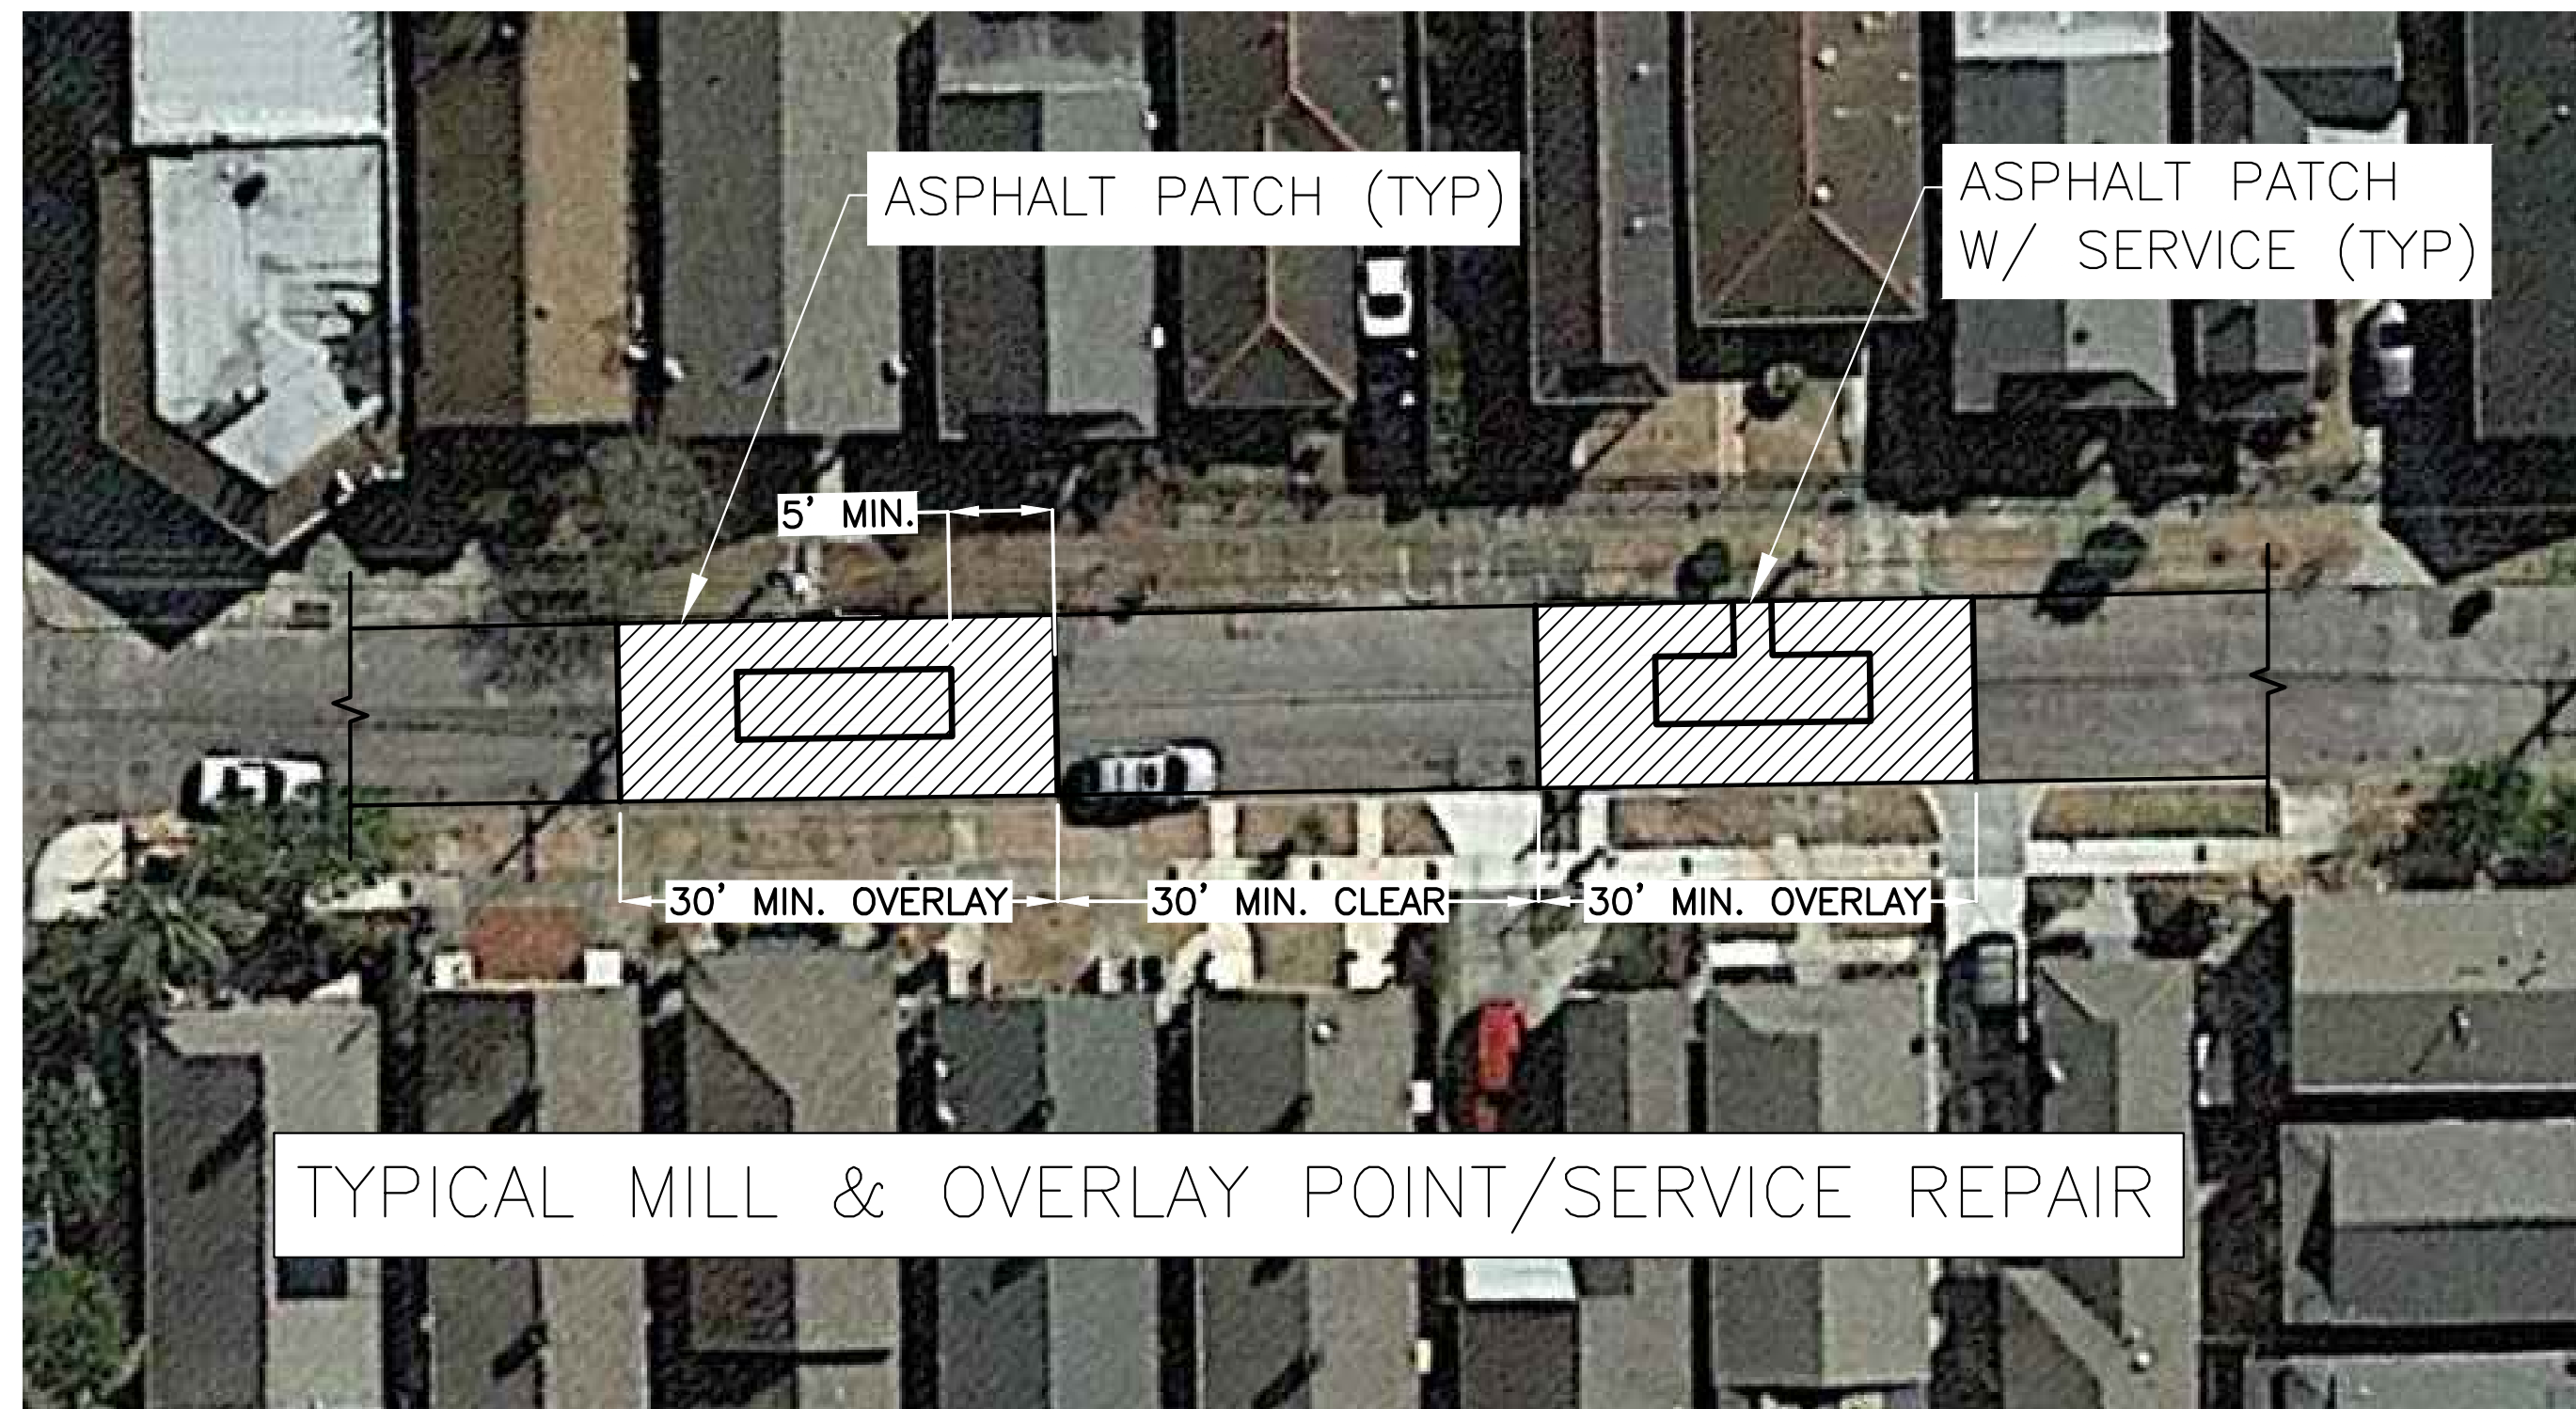 ASPHALT PATCH (TYP)
ASPHALT PATCH
W/ SERVICE (TYP)
5' MIN.
30' MIN. OVERLAY
30' MIN. CLEAR
30' MIN. OVERLAY
TYPICAL MILL & OVERLAY POINT/SERVICE REPAIR